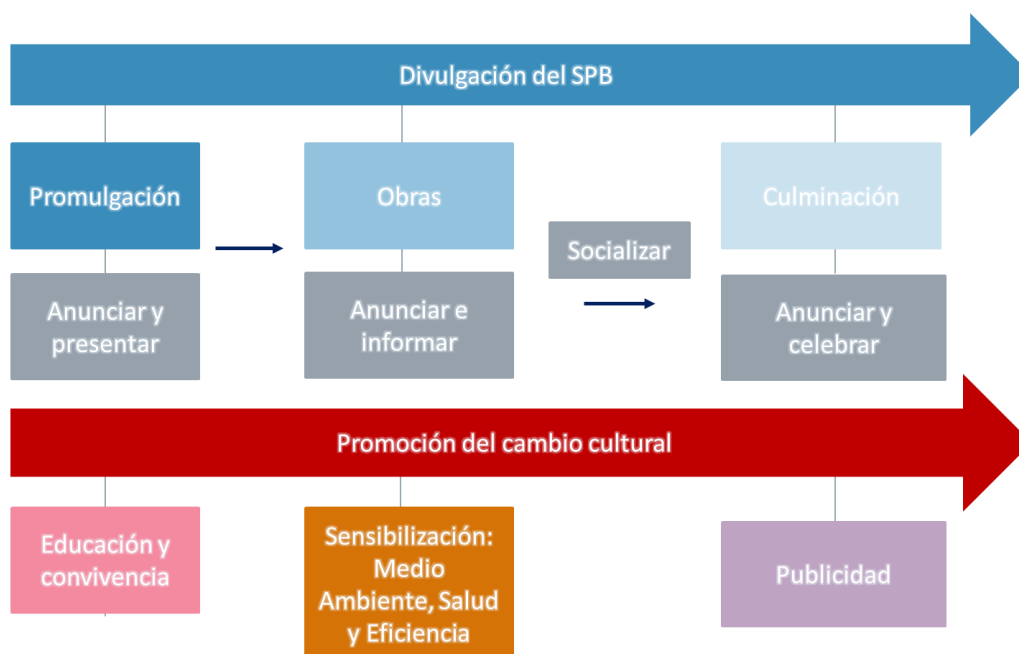 Divulgación del SPB
Promulgación
Obras
Culminación
Socializar
Anunciar y
presentar
Anunciar e
informar
Anunciar y
celebrar
Promoción del cambio cultural
Educación y
convivencia
Sensibilización:
Medio
Ambiente, Salud
y Eficiencia
Publicidad